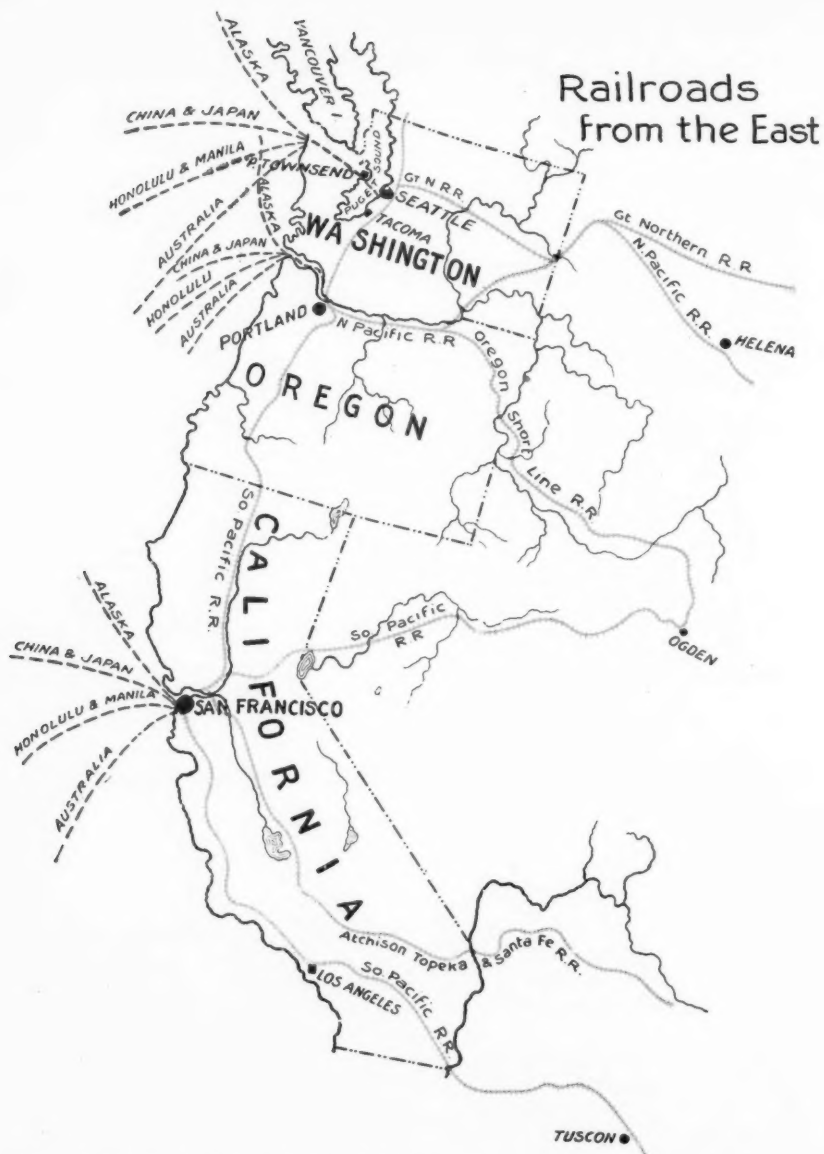 Railroads
from the East
ALASKA
VANCOUVER I
CHINA & JAPAN
HONOLULU & MANILA
AUSTRALIA
ALASKA
P. TOWNSEND
PUGET SOUND
Gt N R R
SEATTLE
TACOMA
WASHINGTON
Gt Northern R. R
N Pacific R.R.
HELENA
CHINA & JAPAN
HONOLULU
AUSTRALIA
PORTLAND
N Pacific R.R
OREGON
Oregon Short Line R.R
So Pacific R.R.
CALIFORNIA
So. Pacific
R R
OGDEN
ALASKA
CHINA & JAPAN
HONOLULU & MANILA
AUSTRALIA
SAN FRANCISCO
Atchison Topeka & Santa Fe R.R.
LOS ANGELES
So. Pacific R R
TUSCON